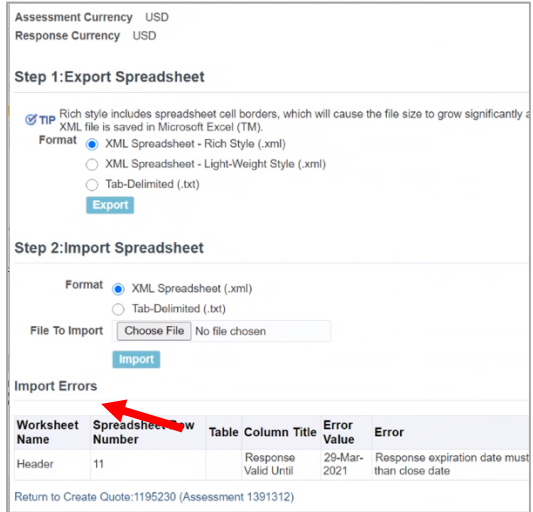 Assessment Currency USD
Response Currency USD
Step 1:Export Spreadsheet
TIP Rich style includes spreadsheet cell borders, which will cause the file size to grow significantly
XML file is saved in Microsoft Excel (TM).
Format XML Spreadsheet - Rich Style (.xml)
XML Spreadsheet - Light-Weight Style (.xml)
Tab-Delimited (.txt)
Export
Step 2:Import Spreadsheet
Format XML Spreadsheet (.xml)
Tab-Delimited (.txt)
File To Import Choose File No file chosen
Import
Import Errors
Worksheet Name Spreadsheet Row Number Table Column Title Error Value Error
Header 11 Response Valid Until 29-Mar-2021 Response expiration date must than close date
Return to Create Quote:1195230 (Assessment 1391312)